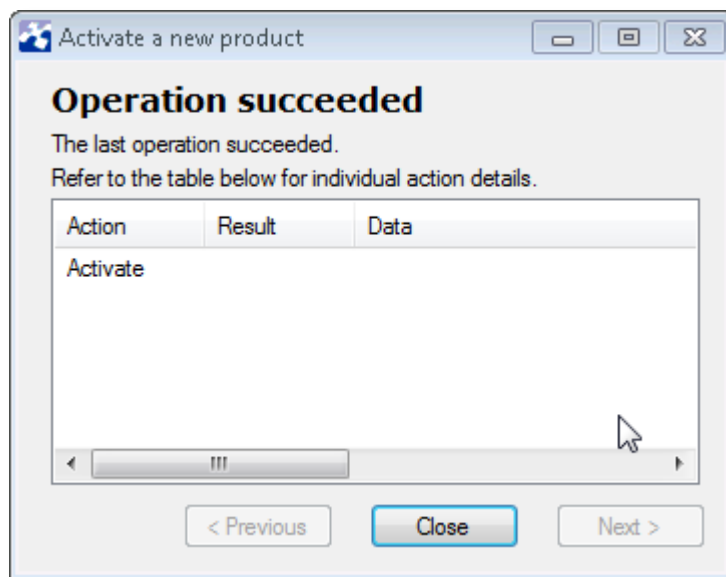 Activate a new product
Operation succeeded
The last operation succeeded.
Refer to the table below for individual action details.
Action Result Data
Activate
< Previous Close Next >